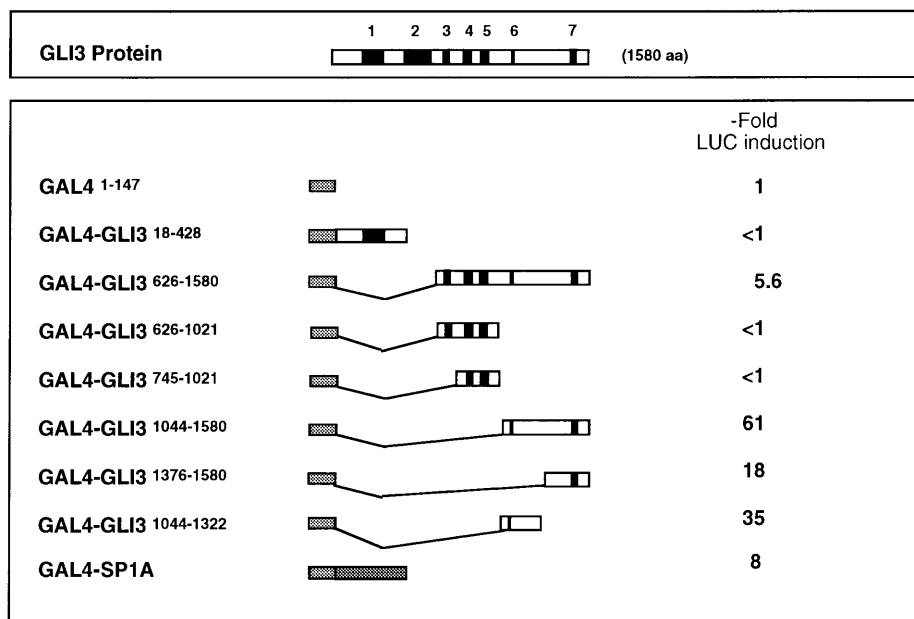 1 2 3 4 5 6 7
GLI3 Protein (1580 aa)
-Fold
LUC induction
GAL4 1-147 1
GAL4-GLI3 18-428 <1
GAL4-GLI3 626-1580 5.6
GAL4-GLI3 626-1021 <1
GAL4-GLI3 745-1021 <1
GAL4-GLI3 1044-1580 61
GAL4-GLI3 1376-1580 18
GAL4-GLI3 1044-1322 35
GAL4-SP1A 8